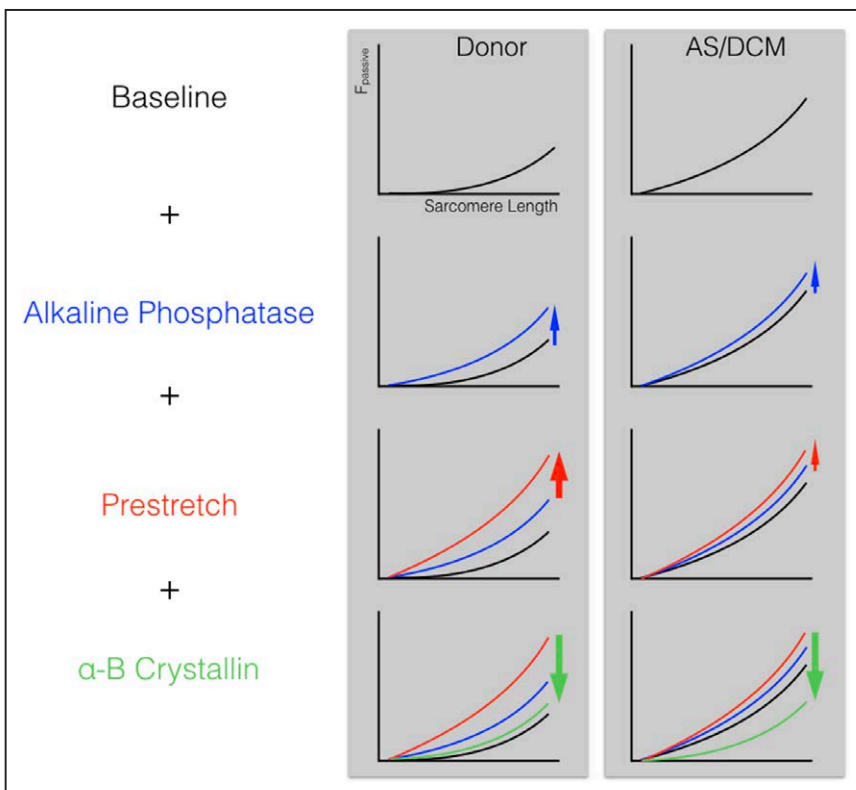 Donor
AS/DCM
Baseline
Fpassive
Sarcomere Length
+
Alkaline Phosphatase
+
Prestretch
+
α-B Crystallin